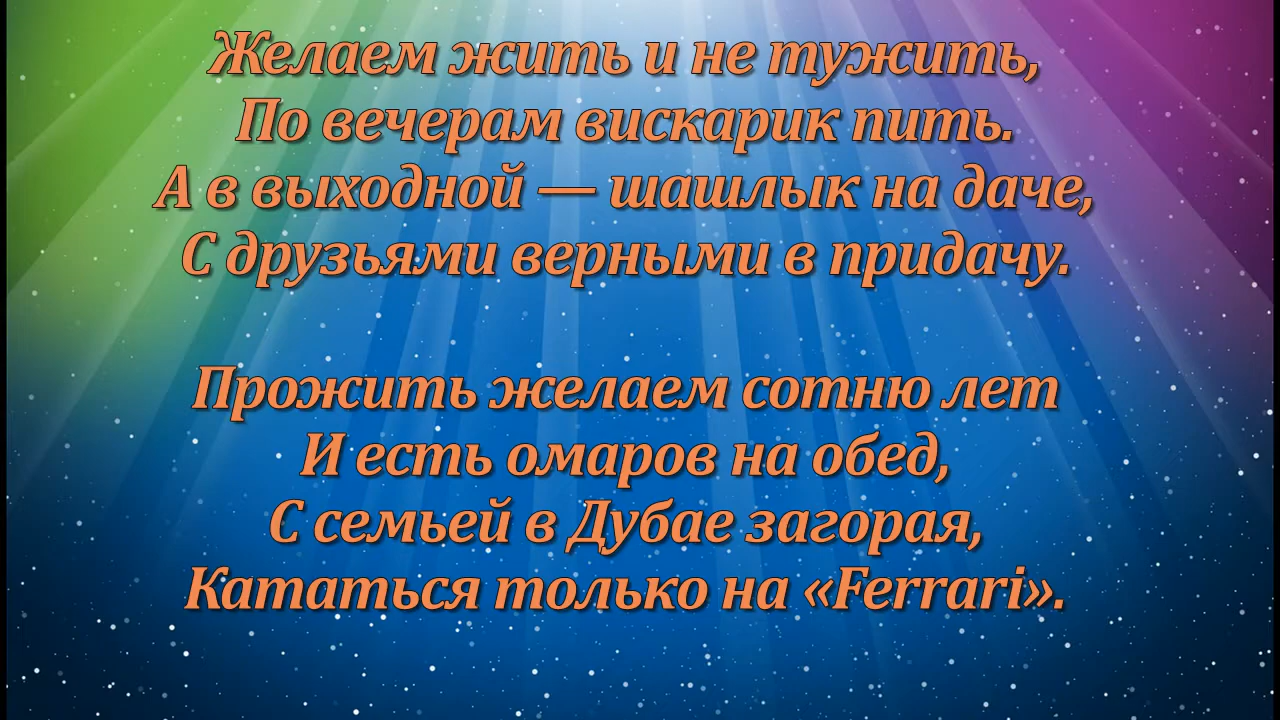 Желаем жить и не тужить,
По вечерам вискарик пить.
А в выходной — шашлык на даче,
С друзьями верными в придачу.
Прожить желаем сотню лет
И есть омаров на обед,
С семьей в Дубае загорая,
Кататься только на «Ferrari».